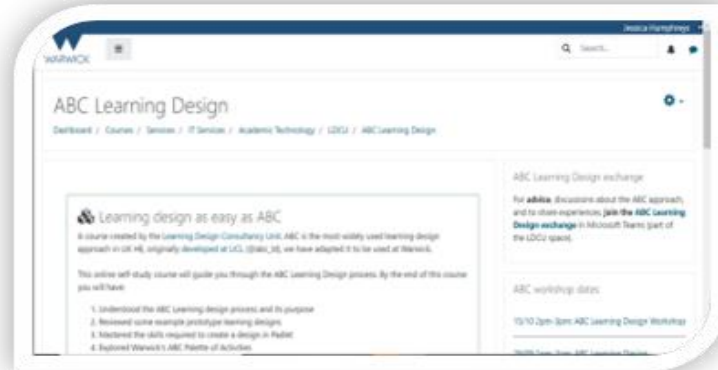 Jessica Humphreys
WARWICK
Search...
ABC Learning Design
Dashboard / Courses / Services / IT Services / Academic Technology / LDCU / ABC Learning Design
Learning design as easy as ABC
A course created by the Learning Design Consultancy Unit. ABC is the most widely used learning design
approach in UK HE, originally developed at UCL (@abc_ld), we have adapted it to be used at Warwick.
This online self-study course will guide you through the ABC Learning Design process. By the end of this course
you will have:
1. Understood the ABC Learning design process and its purpose
2. Reviewed some example prototype learning designs
3. Mastered the skills required to create a design in Padlet
4. Explored Warwick's ABC Palette of Activities
ABC Learning Design exchange
For advice, discussions about the ABC approach,
and to share experiences, join the ABC Learning
Design exchange in Microsoft Teams (part of
the LDCU space).
ABC workshop dates
15/10 2pm-3pm: ABC Learning Design Workshop
ABC Learning Design